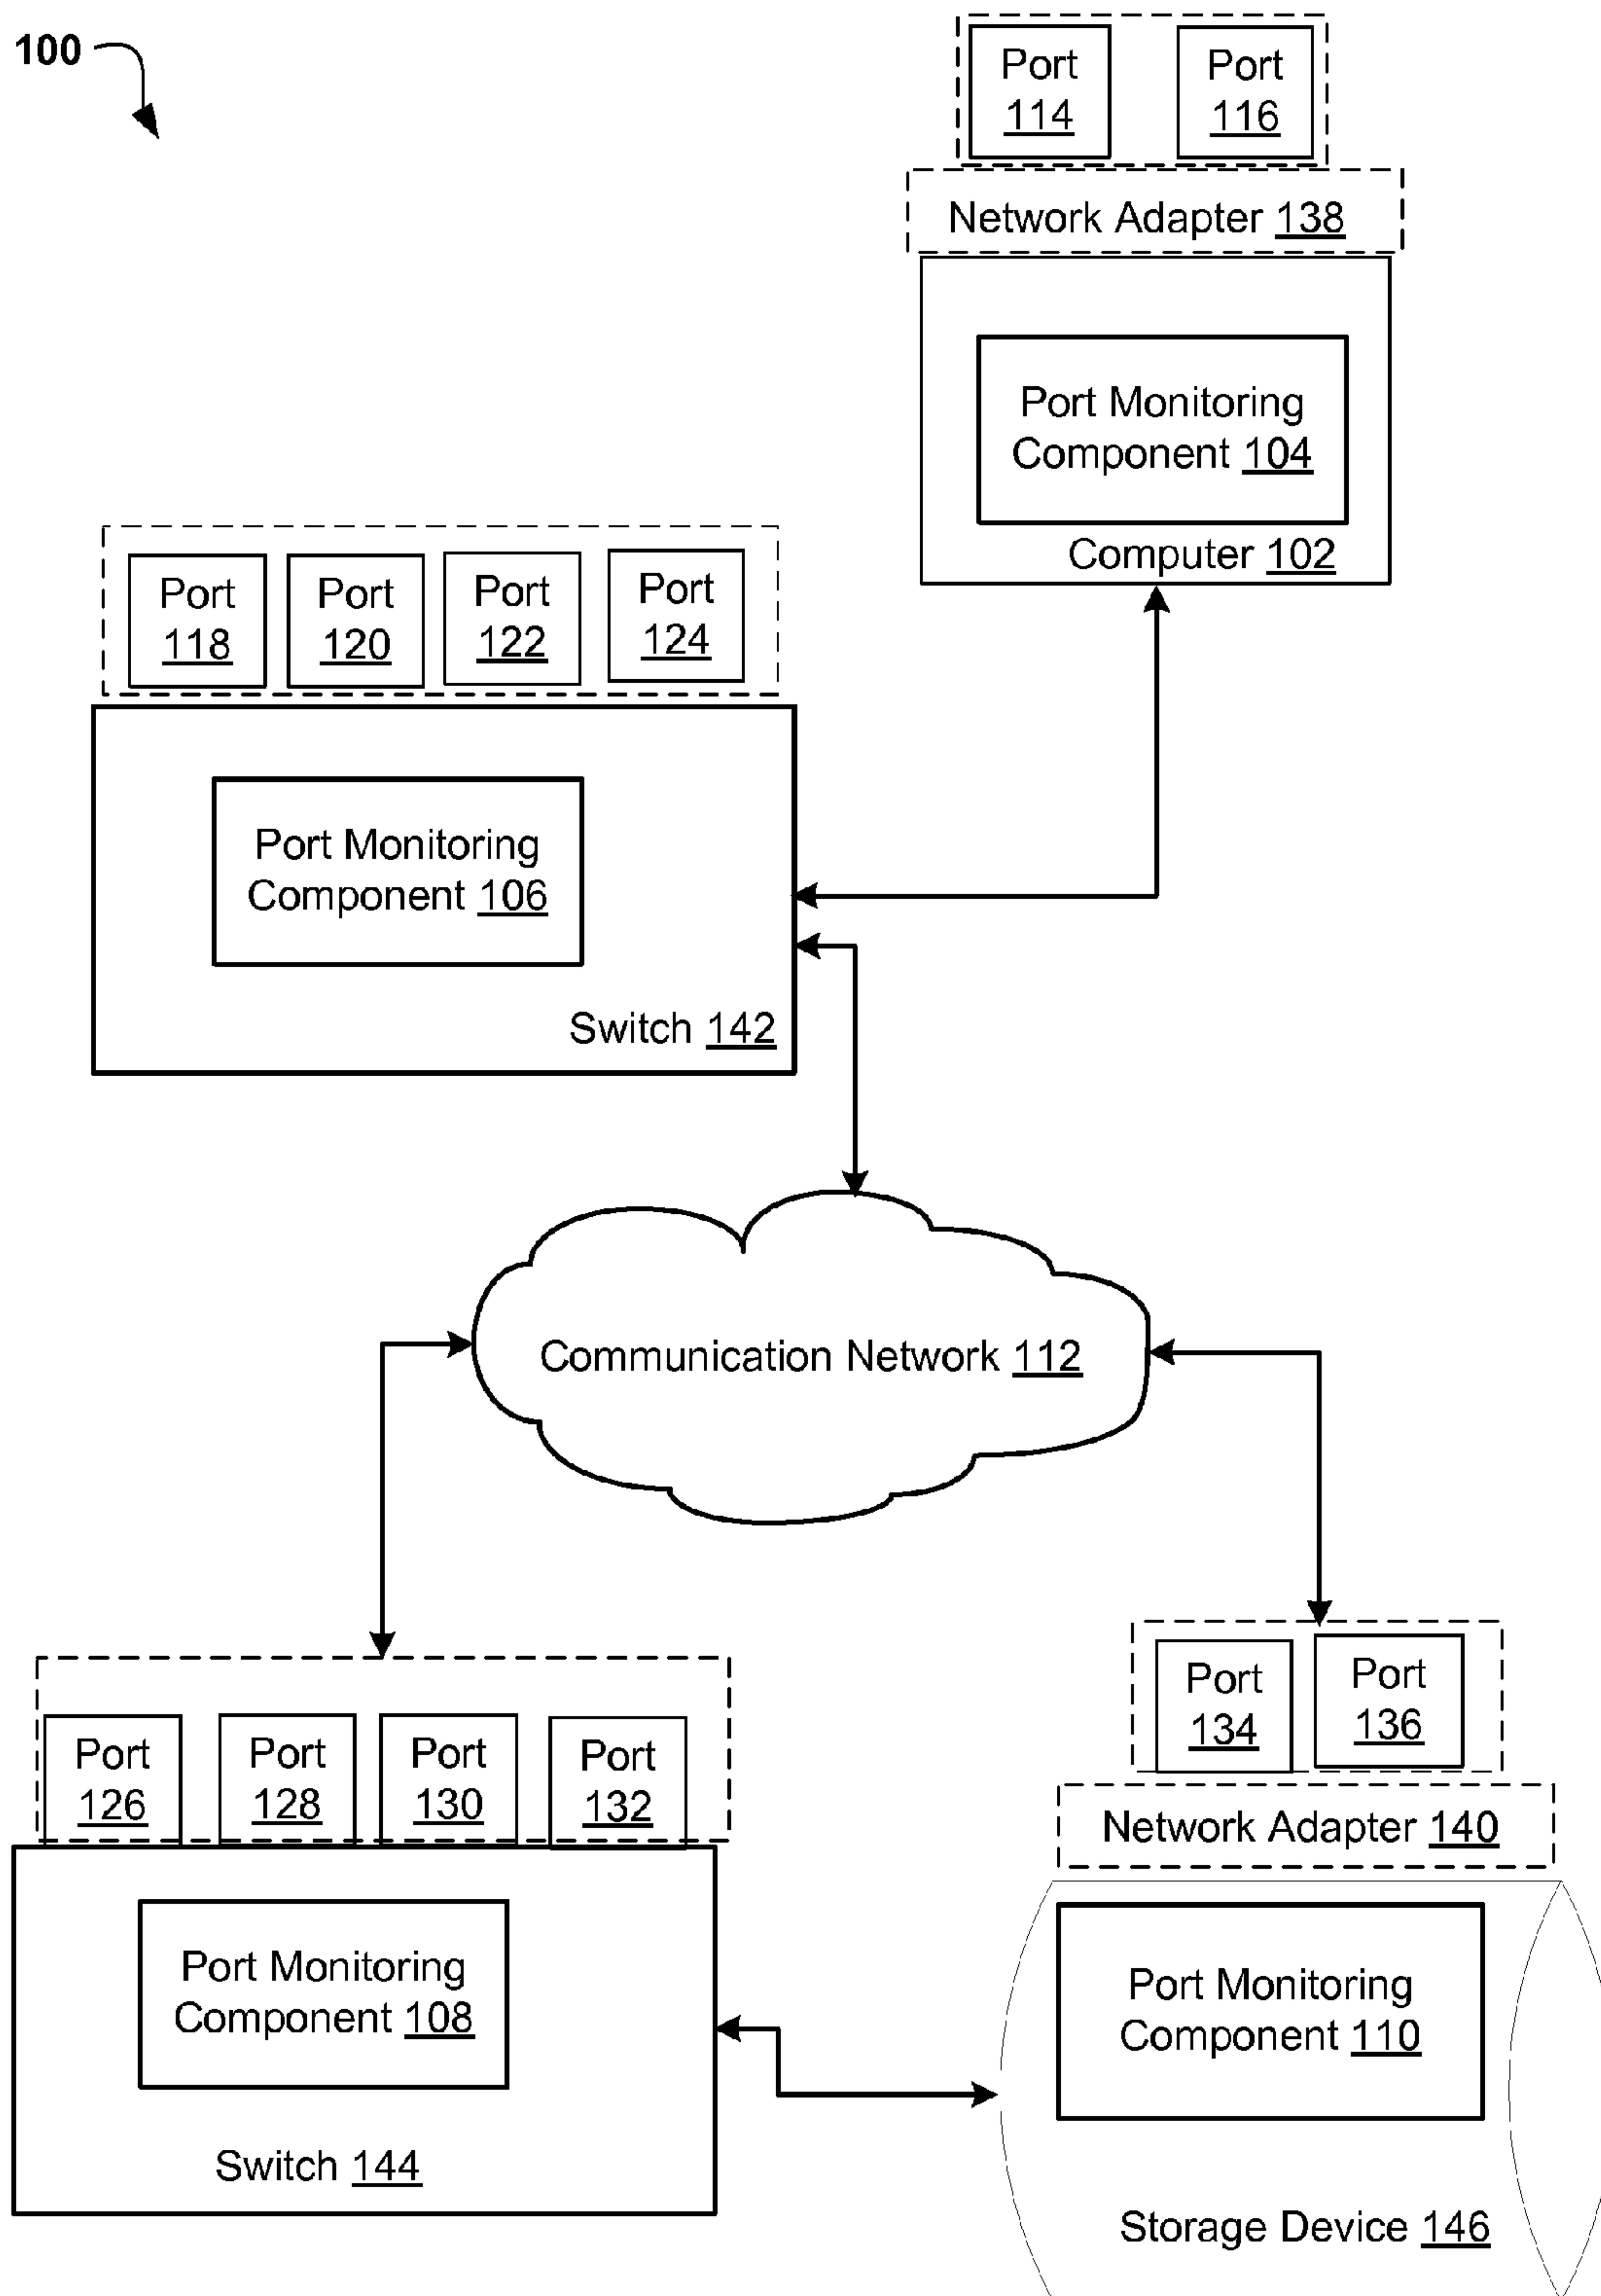 100
Port
114
Port
116
Network Adapter 138
Port Monitoring
Component 104
Computer 102
Port
118
Port
120
Port
122
Port
124
Port Monitoring
Component 106
Switch 142
Communication Network 112
Port
126
Port
128
Port
130
Port
132
Port Monitoring
Component 108
Switch 144
Port
134
Port
136
Network Adapter 140
Port Monitoring
Component 110
Storage Device 146